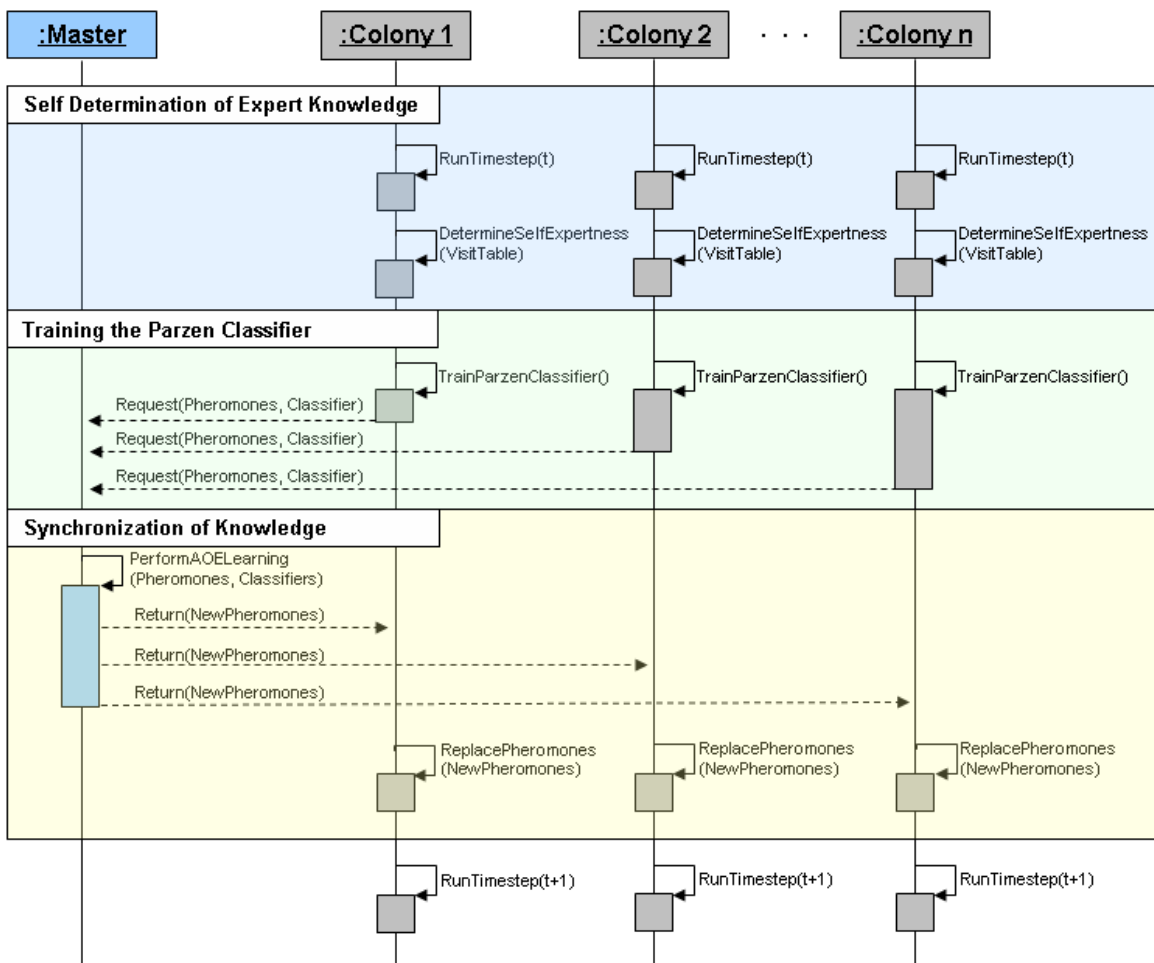 :Master
:Colony 1
:Colony 2
. . .
:Colony n
Self Determination of Expert Knowledge
RunTimestep(t)
RunTimestep(t)
RunTimestep(t)
DetermineSelfExpertness
(VisitTable)
DetermineSelfExpertness
(VisitTable)
DetermineSelfExpertness
(VisitTable)
Training the Parzen Classifier
TrainParzenClassifier()
TrainParzenClassifier()
TrainParzenClassifier()
Request(Pheromones, Classifier)
Request(Pheromones, Classifier)
Request(Pheromones, Classifier)
Synchronization of Knowledge
PerformAOELearning
(Pheromones, Classifiers)
Return(NewPheromones)
Return(NewPheromones)
Return(NewPheromones)
ReplacePheromones
(NewPheromones)
ReplacePheromones
(NewPheromones)
ReplacePheromones
(NewPheromones)
RunTimestep(t+1)
RunTimestep(t+1)
RunTimestep(t+1)